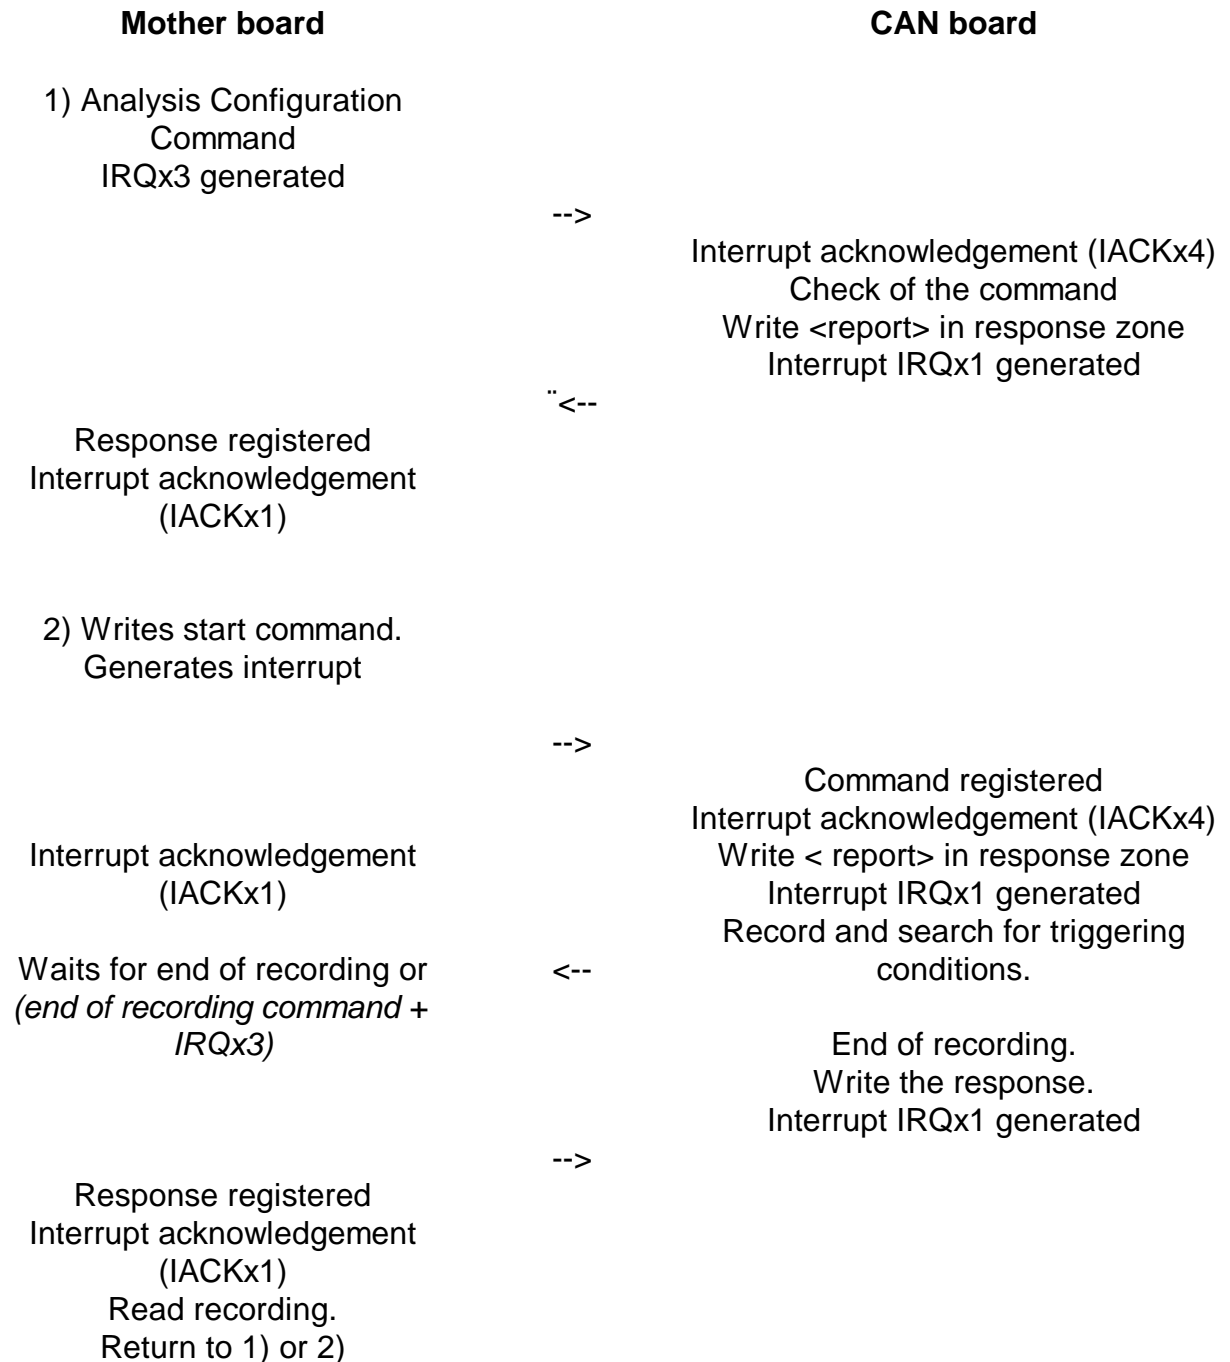 Mother board
CAN board
1) Analysis Configuration
Command
IRQx3 generated
-->
Interrupt acknowledgement (IACKx4)
Check of the command
Write <report> in response zone
Interrupt IRQx1 generated
¨<--
Response registered
Interrupt acknowledgement
(IACKx1)
2) Writes start command.
Generates interrupt
-->
Command registered
Interrupt acknowledgement (IACKx4)
Write < report> in response zone
Interrupt IRQx1 generated
Record and search for triggering
conditions.
Interrupt acknowledgement
(IACKx1)
Waits for end of recording or
(end of recording command +
IRQx3)
<--
End of recording.
Write the response.
Interrupt IRQx1 generated
-->
Response registered
Interrupt acknowledgement
(IACKx1)
Read recording.
Return to 1) or 2)